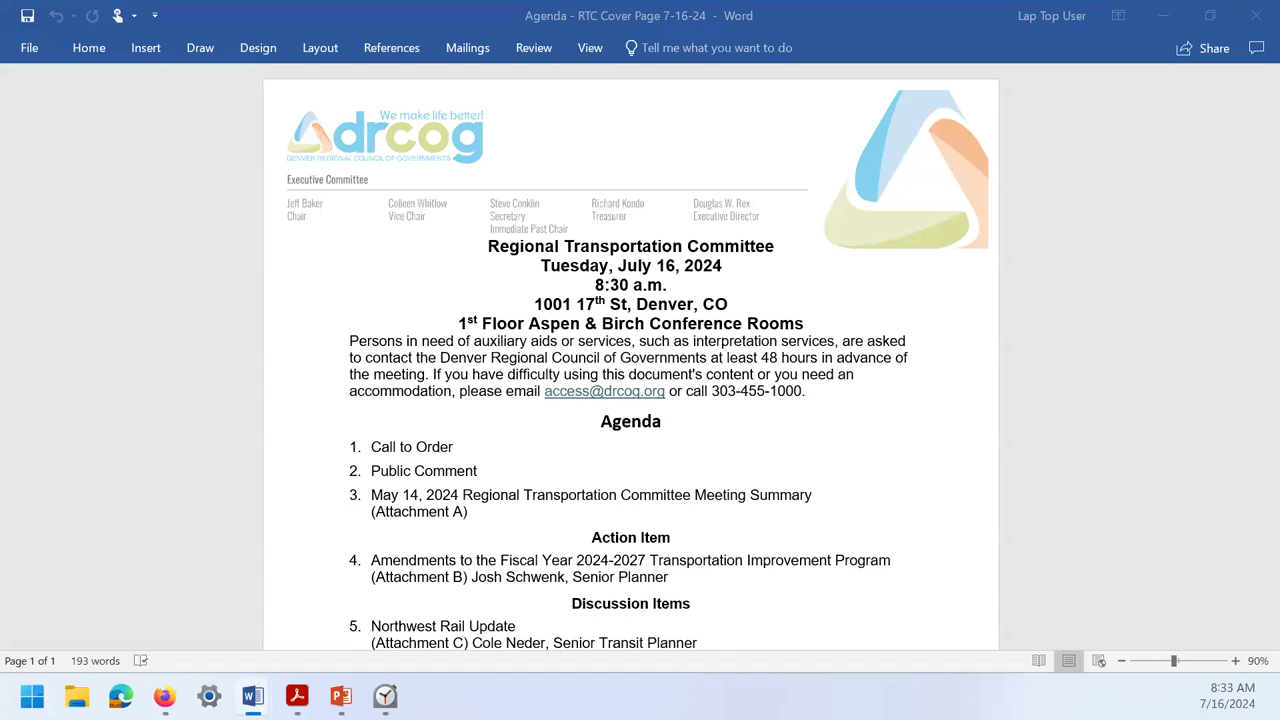 Agenda - RTC Cover Page 7-16-24 - Word
Lap Top User
File Home Insert Draw Design Layout References Mailings Review View Tell me what you want to do Share
We make life better!
drcog
DENVER REGIONAL COUNCIL OF GOVERNMENTS
Executive Committee
Jeff Baker Colleen Whitlow Steve Conklin Richard Kondo Douglas W. Rex
Chair Vice Chair Secretary Treasurer Executive Director
Immediate Past Chair
Regional Transportation Committee
Tuesday, July 16, 2024
8:30 a.m.
1001 17th St, Denver, CO
1st Floor Aspen & Birch Conference Rooms
Persons in need of auxiliary aids or services, such as interpretation services, are asked
to contact the Denver Regional Council of Governments at least 48 hours in advance of
the meeting. If you have difficulty using this document's content or you need an
accommodation, please email access@drcog.org or call 303-455-1000.
Agenda
1. Call to Order
2. Public Comment
3. May 14, 2024 Regional Transportation Committee Meeting Summary
(Attachment A)
Action Item
4. Amendments to the Fiscal Year 2024-2027 Transportation Improvement Program
(Attachment B) Josh Schwenk, Senior Planner
Discussion Items
5. Northwest Rail Update
(Attachment C) Cole Neder, Senior Transit Planner
Page 1 of 1 193 words 90%
8:33 AM
7/16/2024